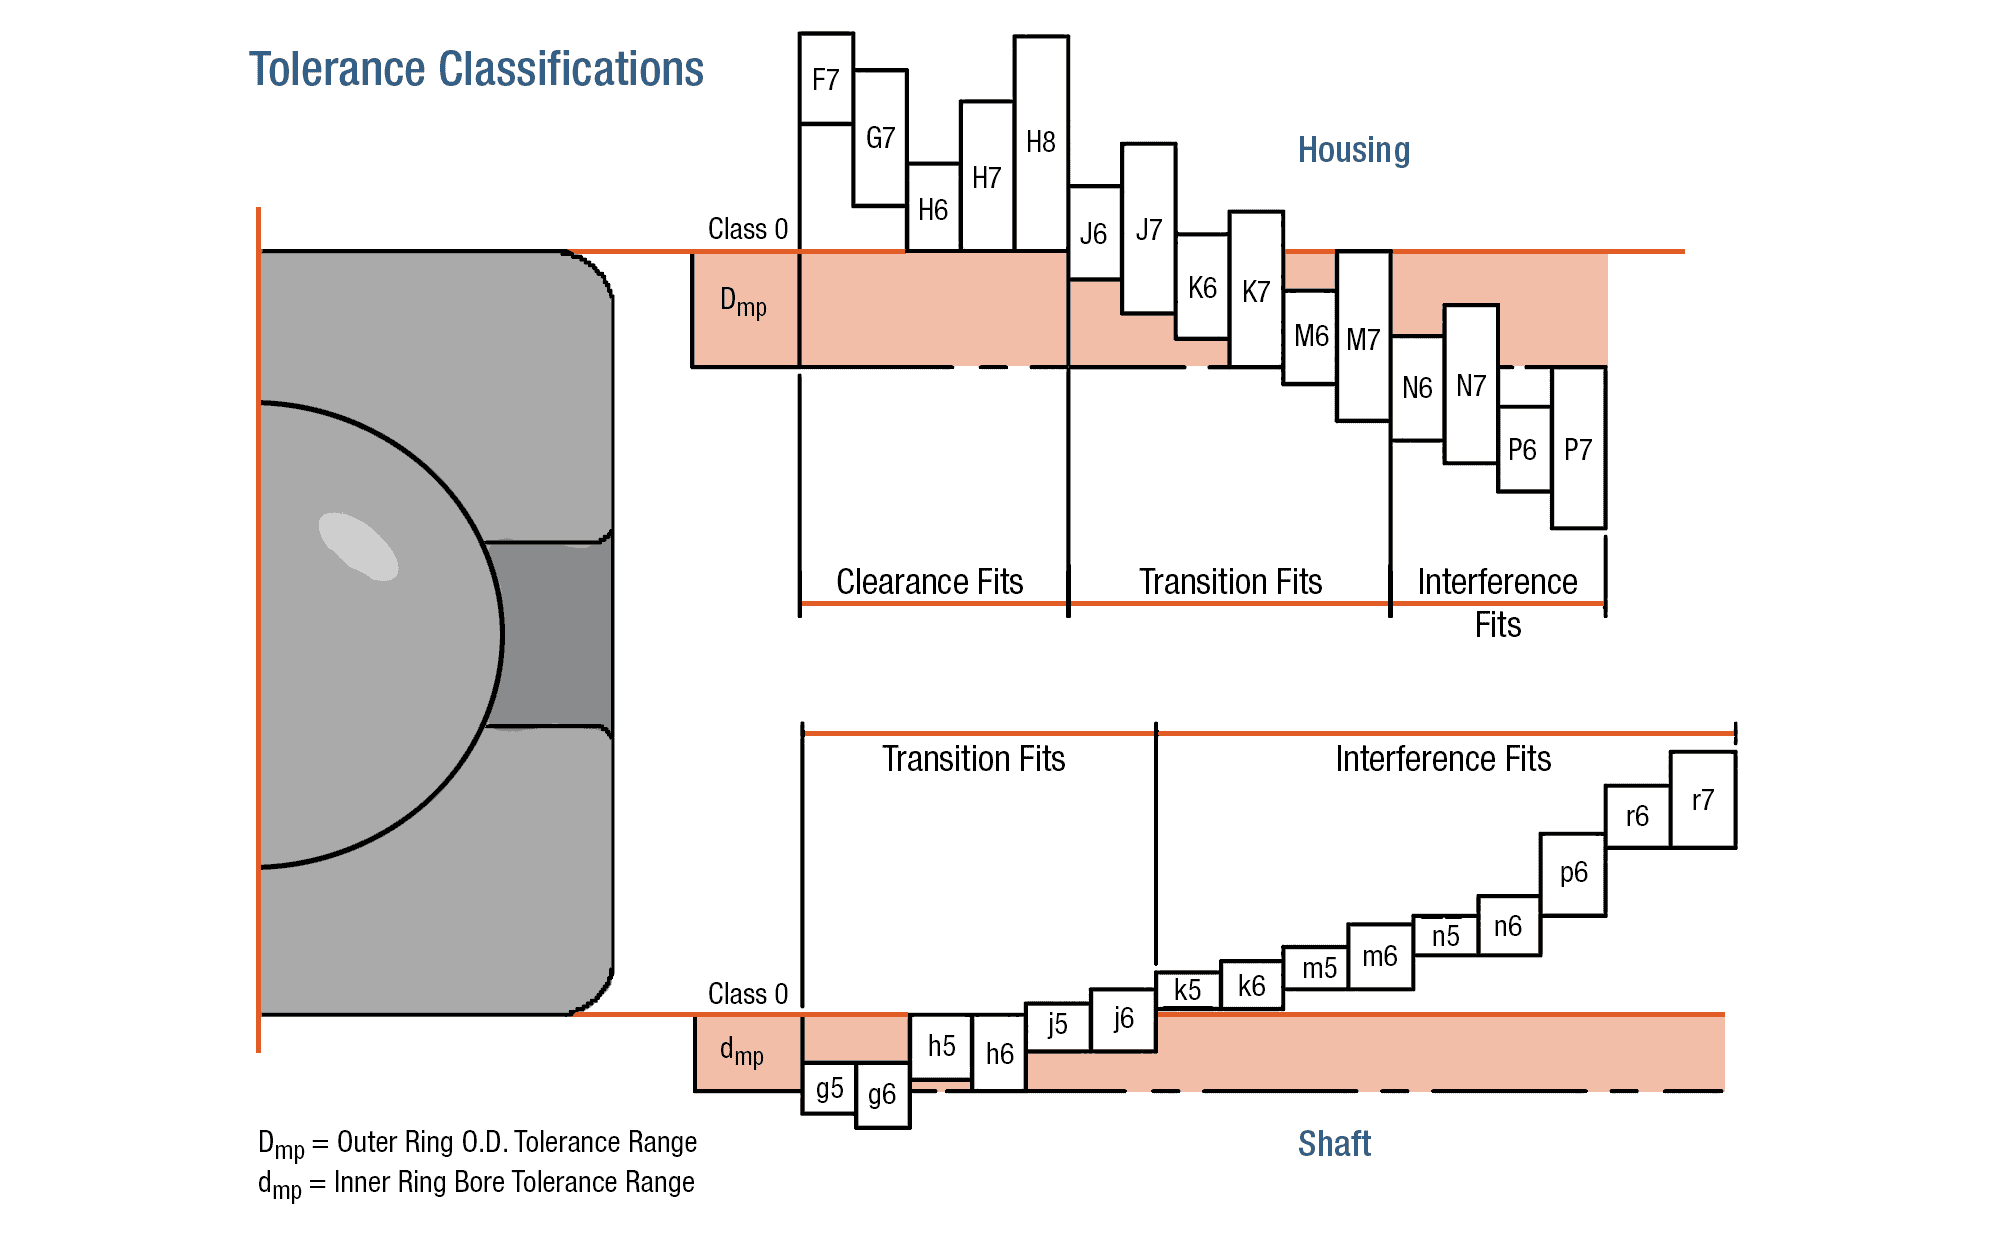 Tolerance Classifications
F7
G7
H6
H7
H8
Housing
Class 0
J6
J7
K6
K7
M6
M7
N6
N7
P6
P7
Dmp
Clearance Fits
Transition Fits
Interference
Fits
Transition Fits
Interference Fits
Class 0
dmp
g5
g6
h5
h6
j5
j6
k5
k6
m5
m6
n5
n6
p6
r6
r7
Shaft
Dmp = Outer Ring O.D. Tolerance Range
dmp = Inner Ring Bore Tolerance Range